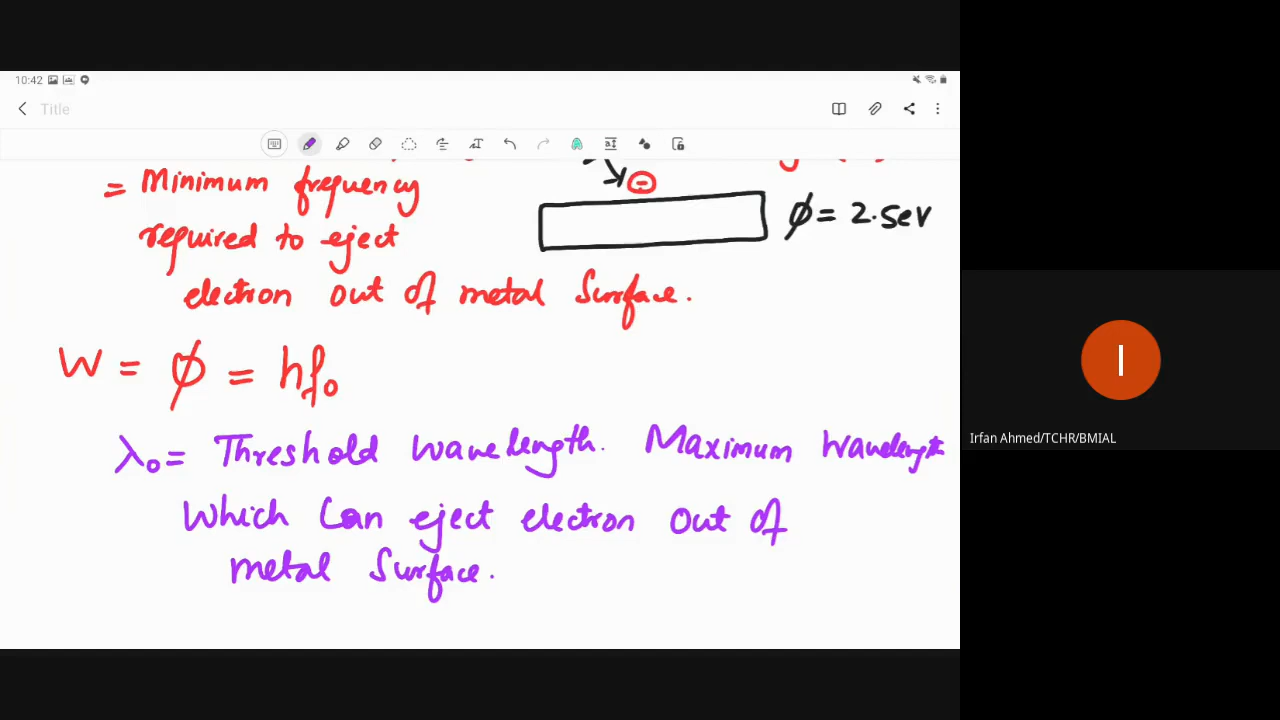 10:42
Title
= Minimum frequency
required to eject
electron out of metal surface.
φ = 2.5eV
W = φ = hf₀
λ₀ = Threshold wavelength. Maximum wavelength
which can eject electron out of
metal surface.
I
Irfan Ahmed/TCHR/BMIAL